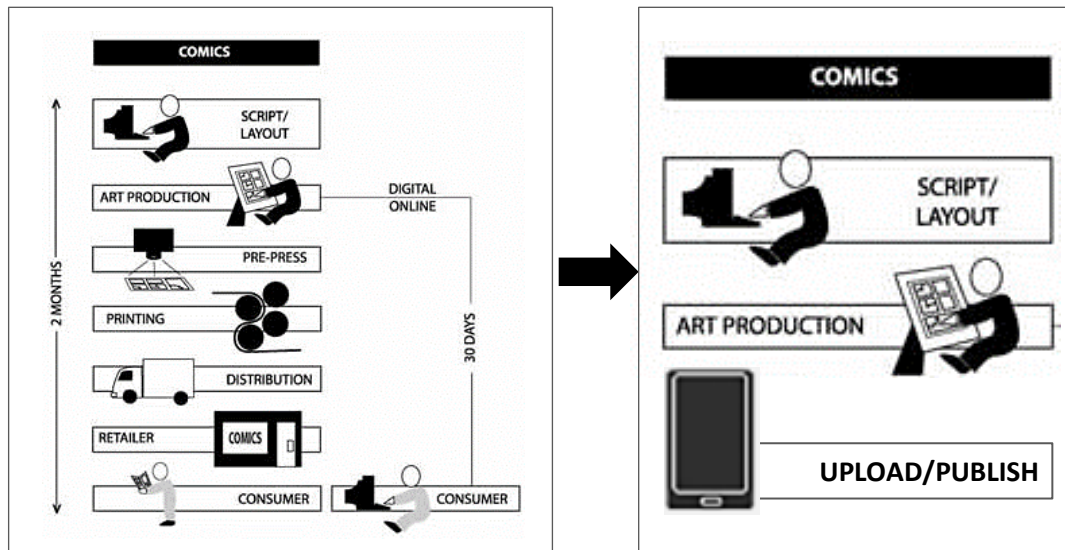 COMICS
SCRIPT/
LAYOUT
ART PRODUCTION
DIGITAL
ONLINE
PRE-PRESS
2 MONTHS
PRINTING
30 DAYS
DISTRIBUTION
RETAILER
COMICS
CONSUMER
CONSUMER
COMICS
SCRIPT/
LAYOUT
ART PRODUCTION
UPLOAD/PUBLISH